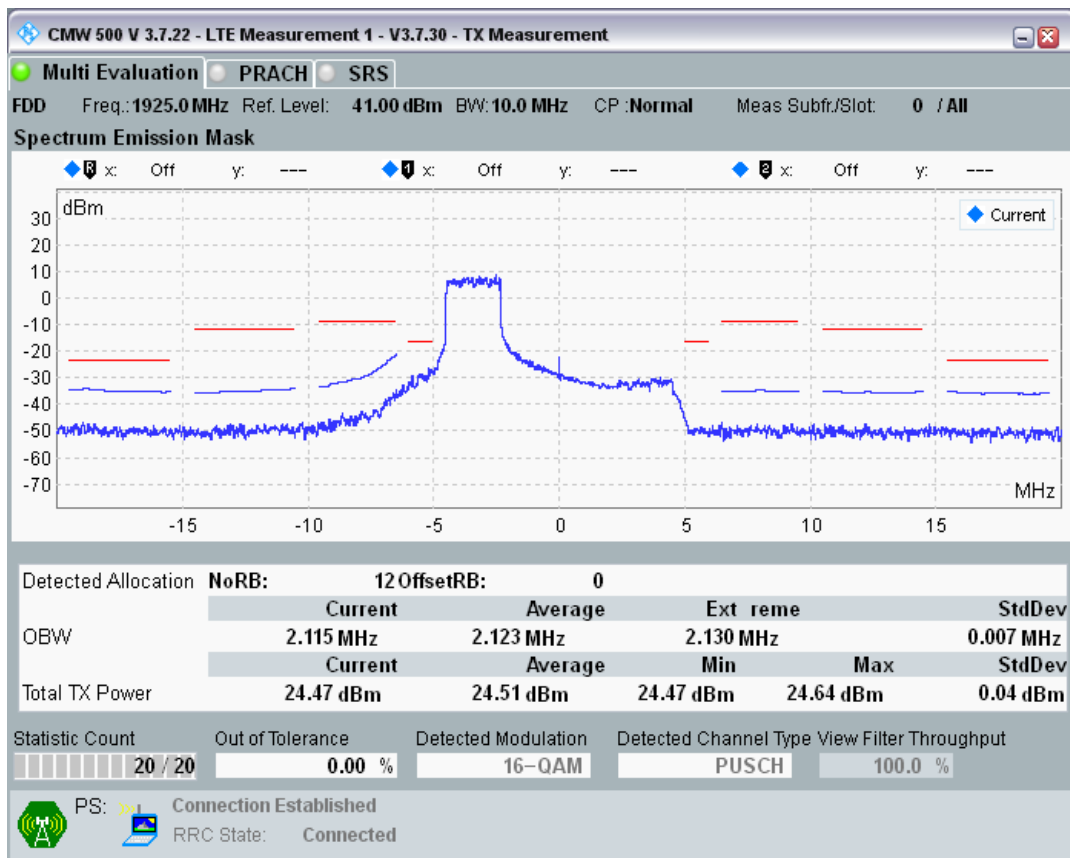 CMW 500 V 3.7.22 - LTE Measurement 1 - V3.7.30 - TX Measurement
Multi Evaluation PRACH SRS
FDD Freq.: 1925.0 MHz Ref. Level: 41.00 dBm BW: 10.0 MHz CP :Normal Meas Subfr./Slot: 0 / All
Spectrum Emission Mask
R x: Off y: --- 1 x: Off y: --- 2 x: Off y: ---
dBm
Current
30
20
10
0
-10
-20
-30
-40
-50
-60
-70
MHz
-15 -10 -5 0 5 10 15
Detected Allocation NoRB: 12 OffsetRB: 0
Current Average Ext reme StdDev
OBW 2.115 MHz 2.123 MHz 2.130 MHz 0.007 MHz
Current Average Min Max StdDev
Total TX Power 24.47 dBm 24.51 dBm 24.47 dBm 24.64 dBm 0.04 dBm
Statistic Count Out of Tolerance Detected Modulation Detected Channel Type View Filter Throughput
20 / 20 0.00 % 16-QAM PUSCH 100.0 %
PS: Connection Established
RRC State: Connected